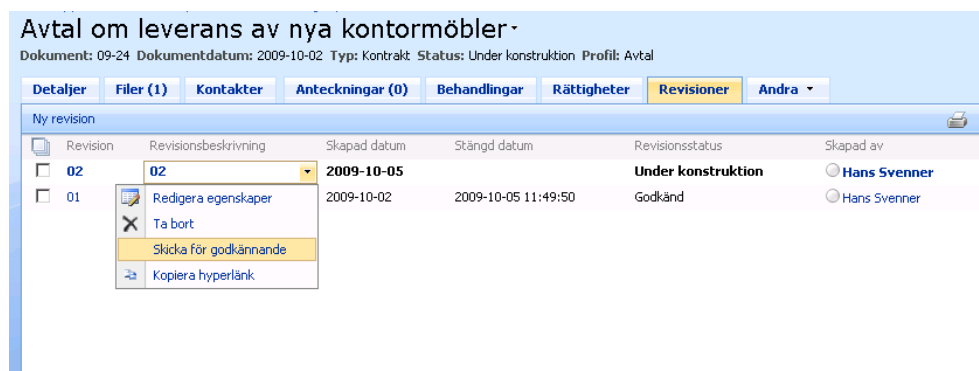 Avtal om leverans av nya kontormöbler
Dokument: 09-24 Dokumentdatum: 2009-10-02 Typ: Kontrakt Status: Under konstruktion Profil: Avtal
Detaljer Filer (1) Kontakter Anteckningar (0) Behandlingar Rättigheter Revisioner Andra
Ny revision
Revision Revisionsbeskrivning Skapad datum Stängd datum Revisionsstatus Skapad av
02 02 2009-10-05 Under konstruktion Hans Svenner
01 2009-10-02 2009-10-05 11:49:50 Godkänd Hans Svenner
Redigera egenskaper
Ta bort
Skicka för godkännande
Kopiera hyperlänk